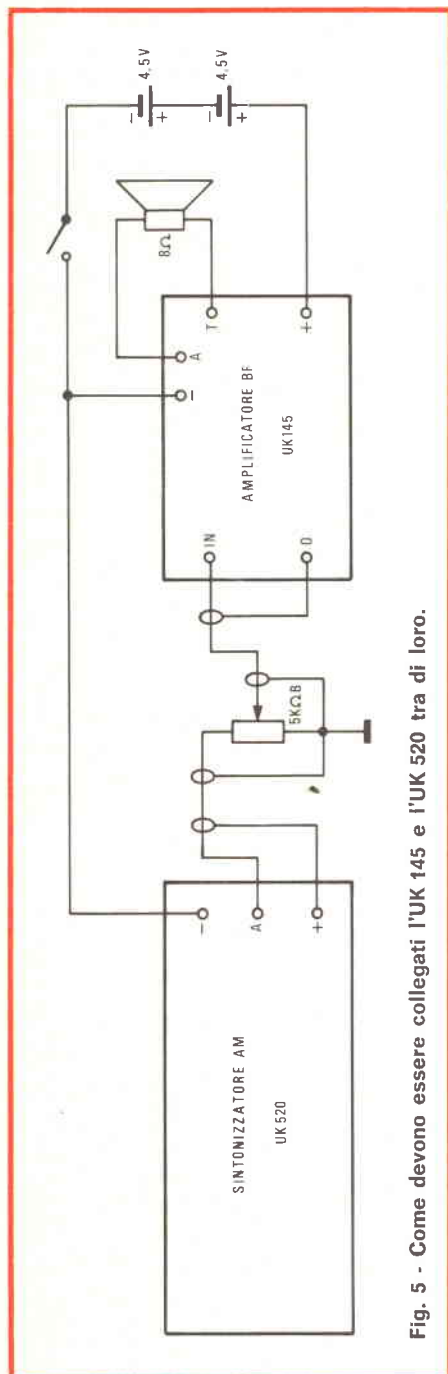 SINTONIZZATORE AM
UK520
-
A
+
5KΩB
IN
O
AMPLIFICATORE BF
UK145
-
A
T
+
8Ω
-
+
4,5V
-
+
4,5V
Fig. 5 - Come devono essere collegati l'UK 145 e l'UK 520 tra di loro.